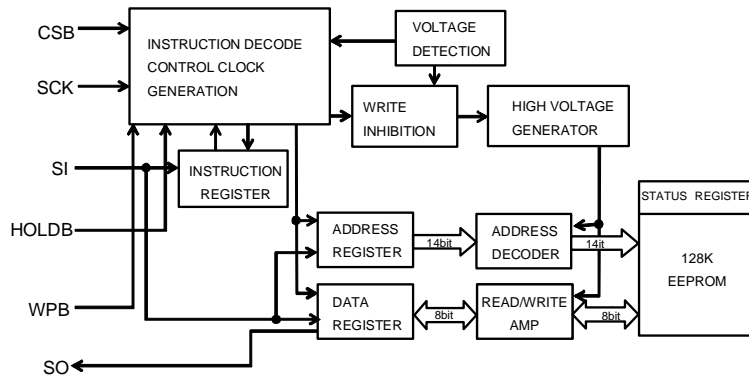 CSB
INSTRUCTION DECODE
CONTROL CLOCK
GENERATION
VOLTAGE
DETECTION
SCK
WRITE
INHIBITION
HIGH VOLTAGE
GENERATOR
SI
INSTRUCTION
REGISTER
STATUS REGISTER
HOLDB
ADDRESS
REGISTER
14bit
ADDRESS
DECODER
14it
128K
EEPROM
WPB
DATA
REGISTER
8bit
READ/WRITE
AMP
8bit
SO